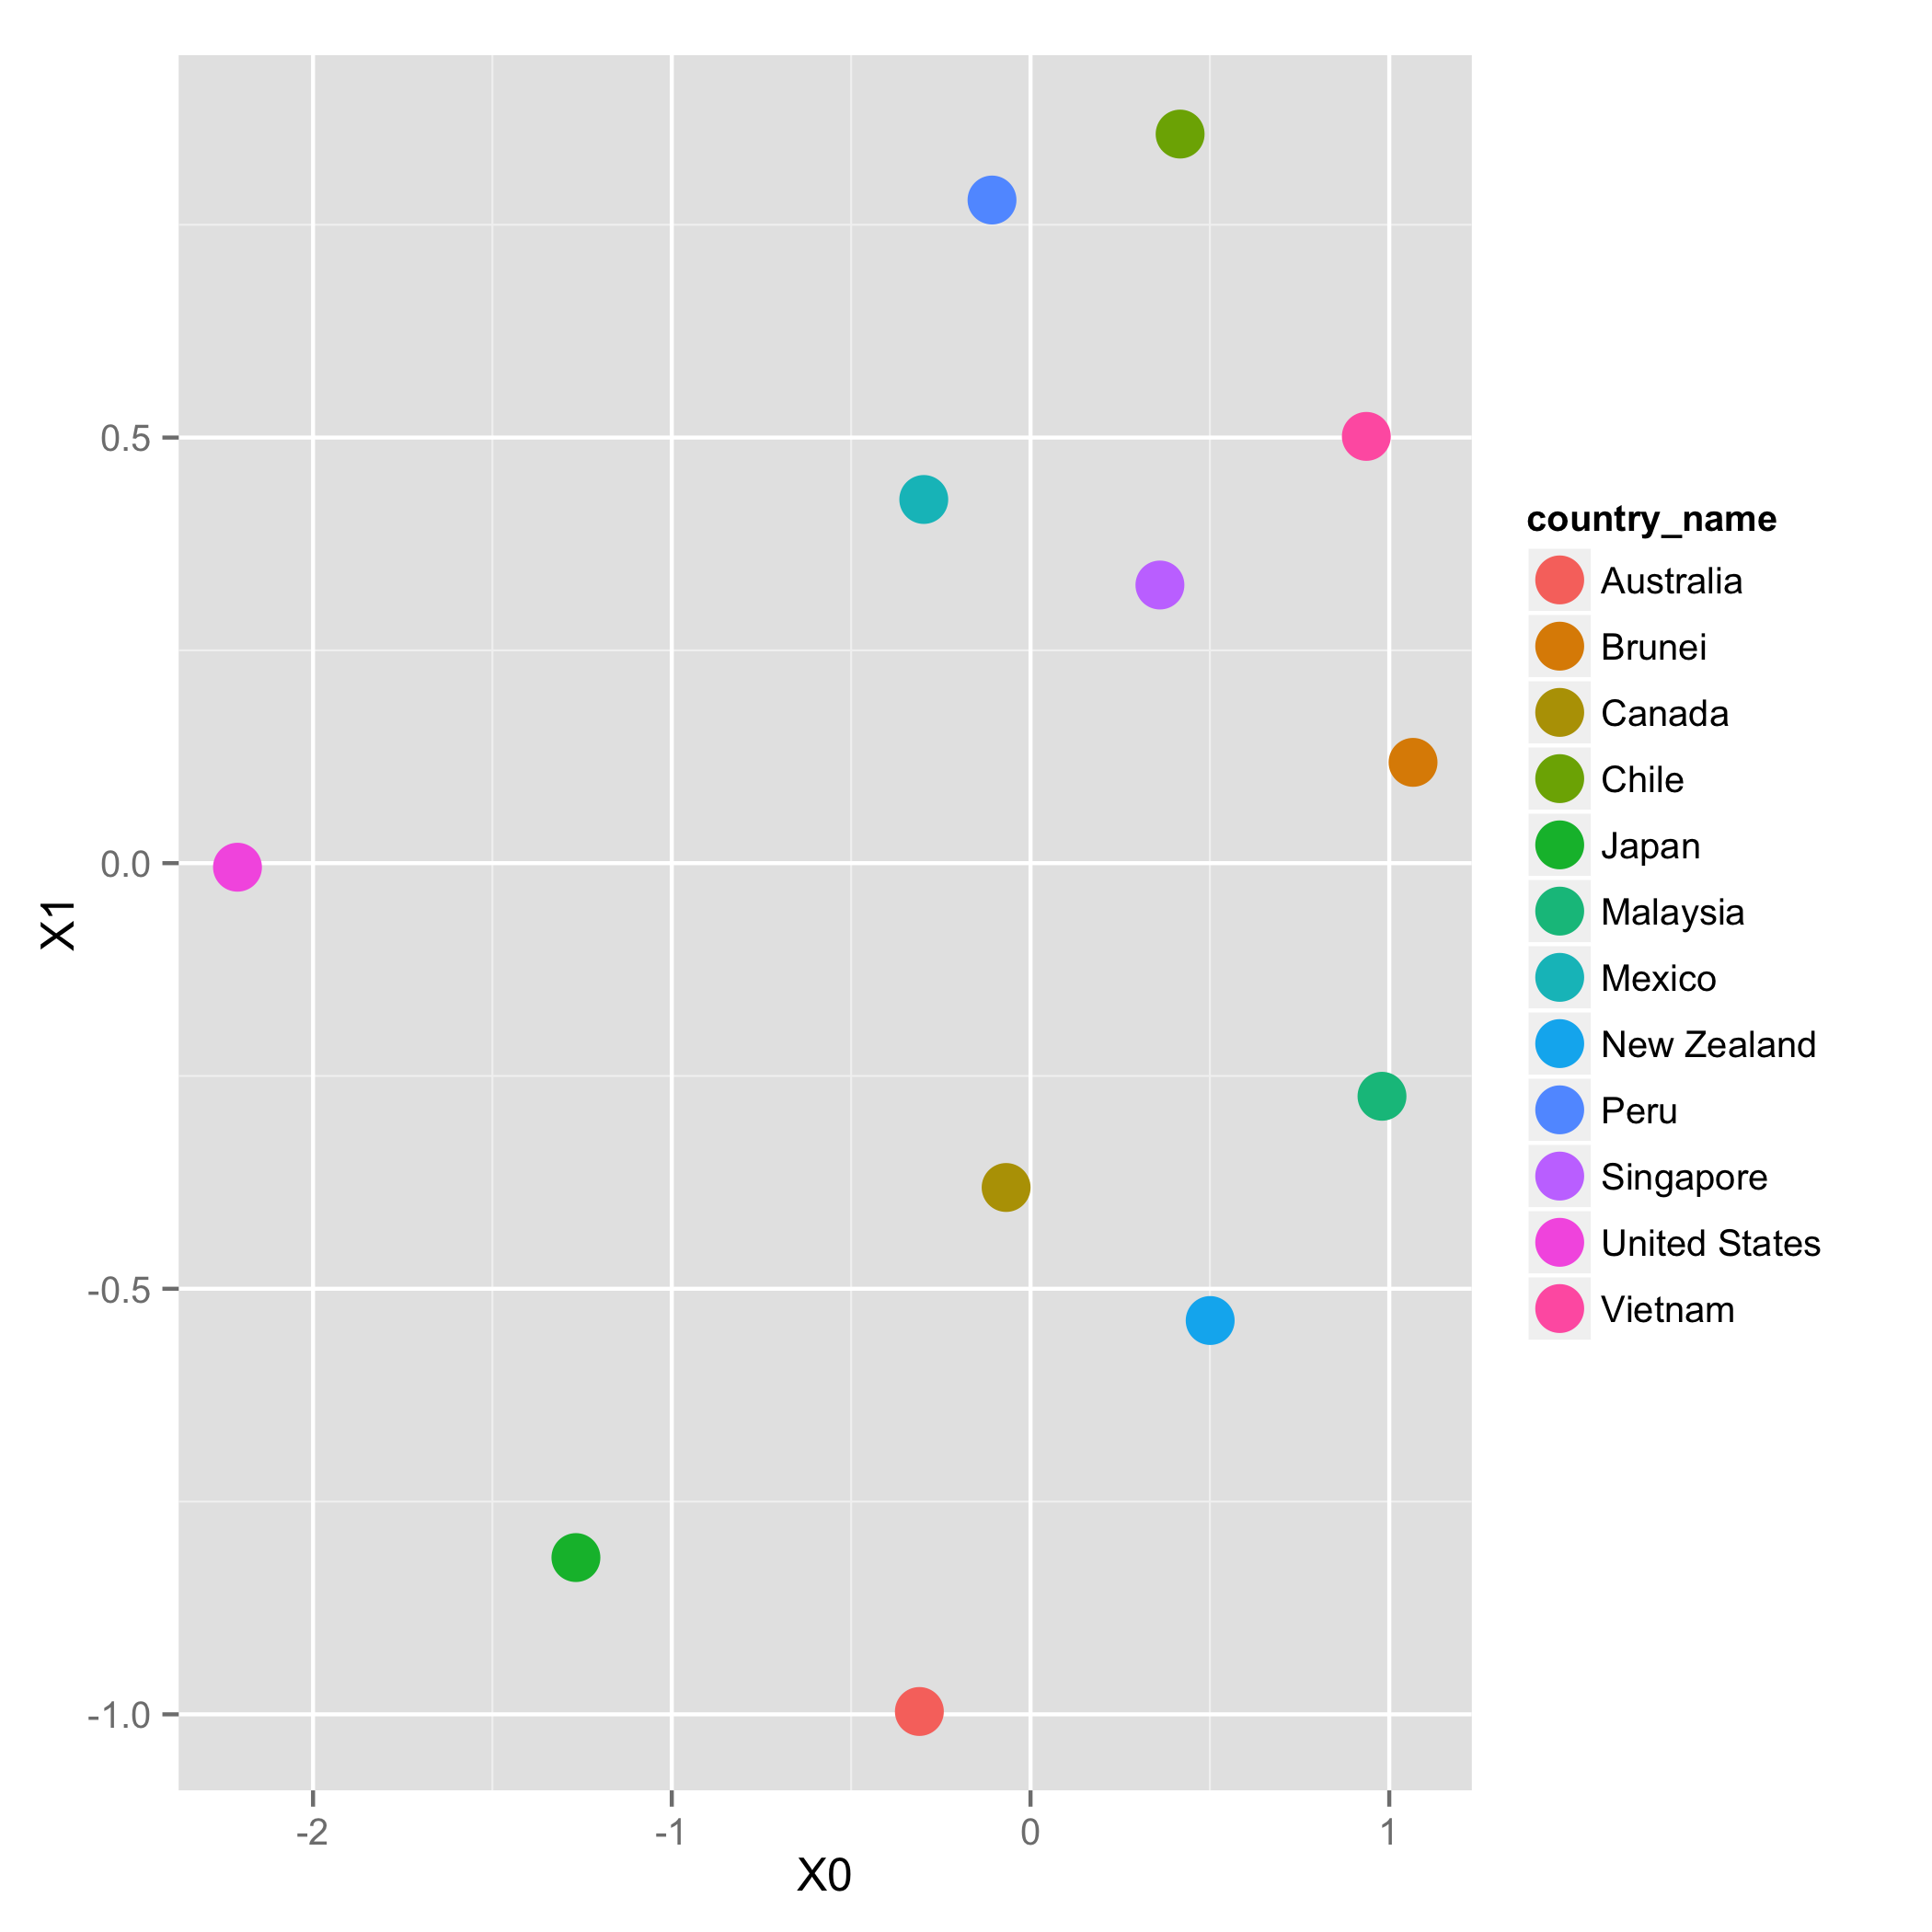 0.5
0.0
-0.5
-1.0
X1
-2 -1 0 1
X0
country_name
Australia
Brunei
Canada
Chile
Japan
Malaysia
Mexico
New Zealand
Peru
Singapore
United States
Vietnam